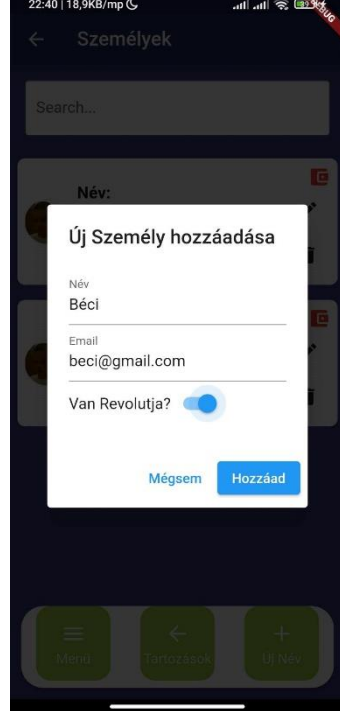 22:40 | 18,9KB/mp
Személyek
Search...
Név:
Új Személy hozzáadása
Név
Béci
Email
beci@gmail.com
Van Revolutja?
Mégsem
Hozzáad
Menü
Tartozások
Új Név